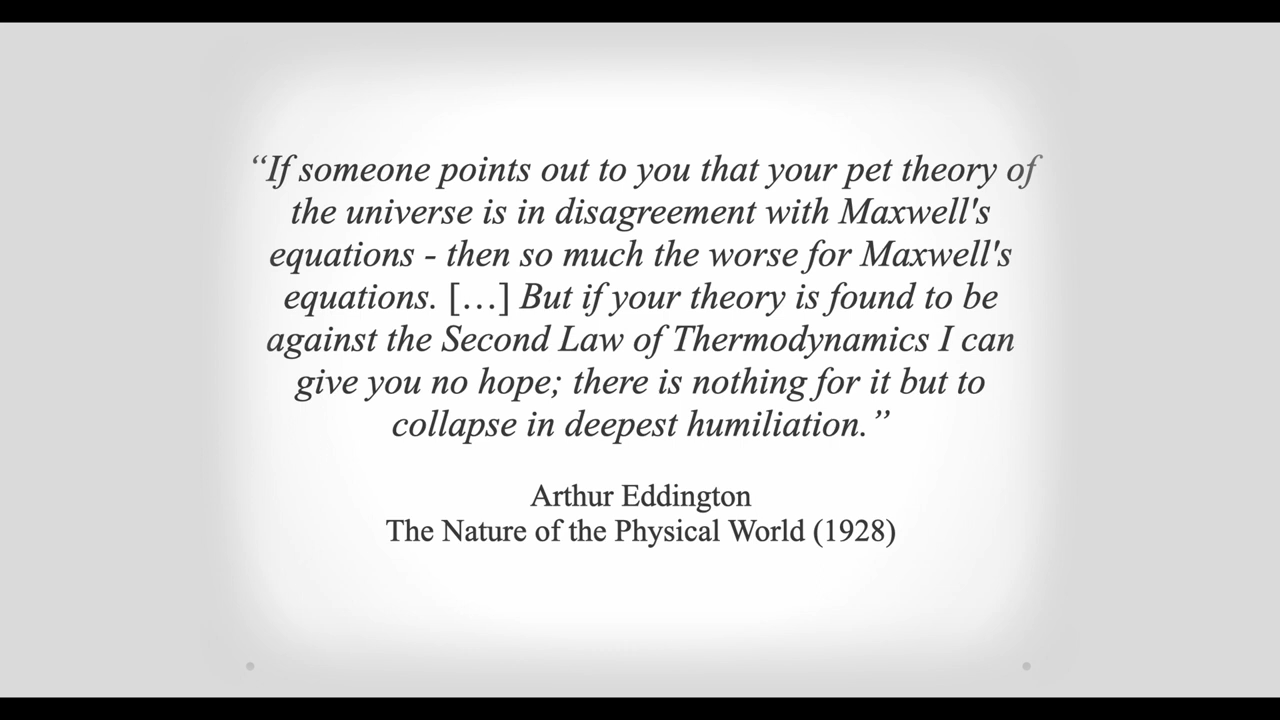 “If someone points out to you that your pet theory of
the universe is in disagreement with Maxwell's
equations - then so much the worse for Maxwell's
equations. […] But if your theory is found to be
against the Second Law of Thermodynamics I can
give you no hope; there is nothing for it but to
collapse in deepest humiliation.”
Arthur Eddington
The Nature of the Physical World (1928)